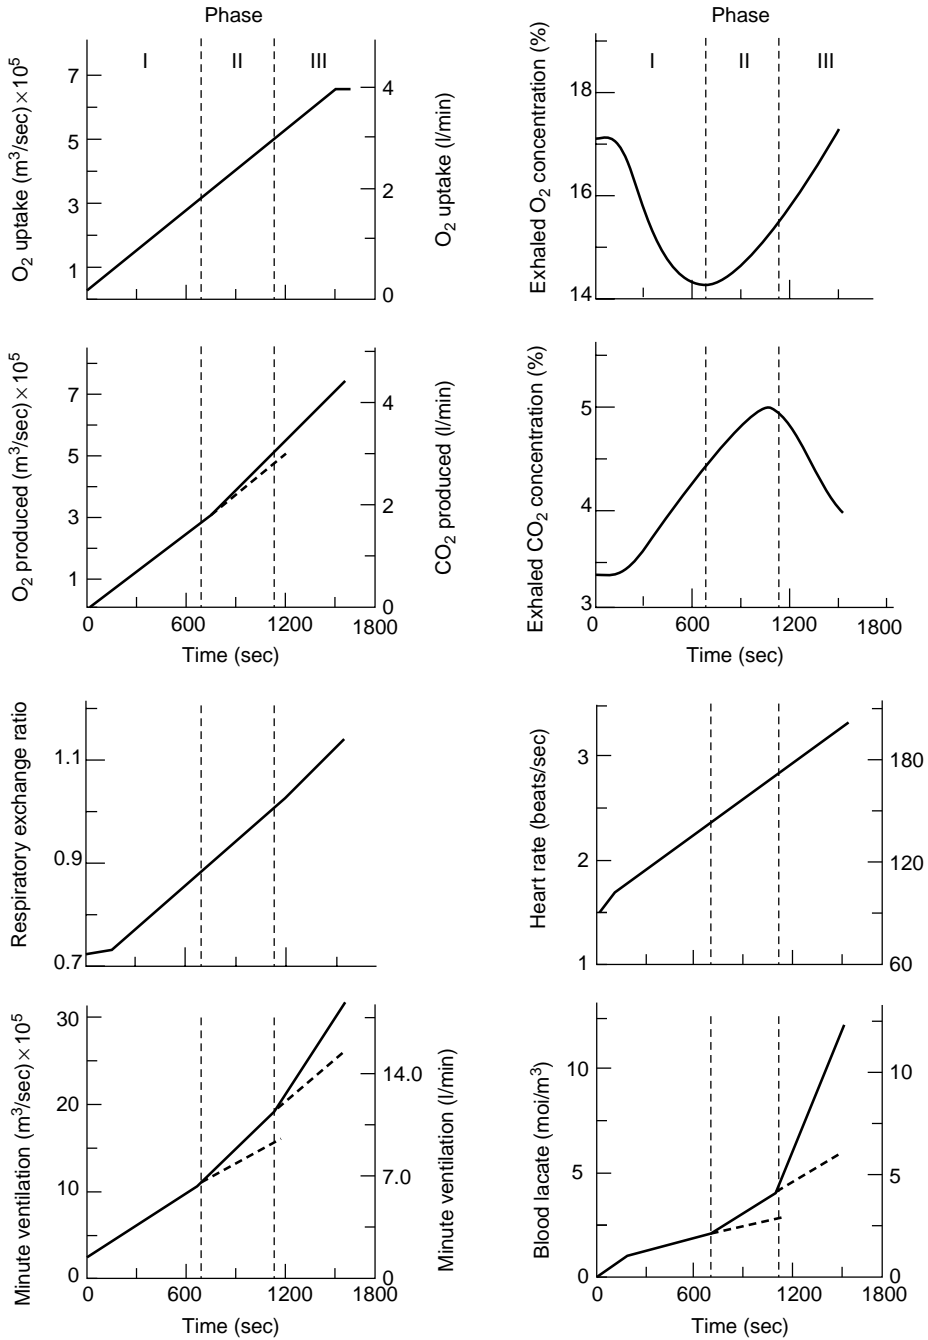 Phase
I II III
O2 uptake (m3/sec) × 10^5
7
5
3
1
4
2
0
O2 uptake (l/min)
Phase
I II III
Exhaled O2 concentration (%)
18
16
14
O2 produced (m3/sec) × 10^5
7
5
3
1
4
2
0
CO2 produced (l/min)
0 600 1200 1800
Time (sec)
Exhaled CO2 concentration (%)
5
4
3
0 600 1200 1800
Time (sec)
Respiratory exchange ratio
1.1
0.9
0.7
Heart rate (beats/sec)
3
2
1
180
120
60
Minute ventilation (m3/sec) × 10^5
30
20
10
0
14.0
7.0
0
Minute ventilation (l/min)
0 600 1200 1800
Time (sec)
Blood lacate (moi/m3)
10
5
0
10
5
0
0 600 1200 1800
Time (sec)